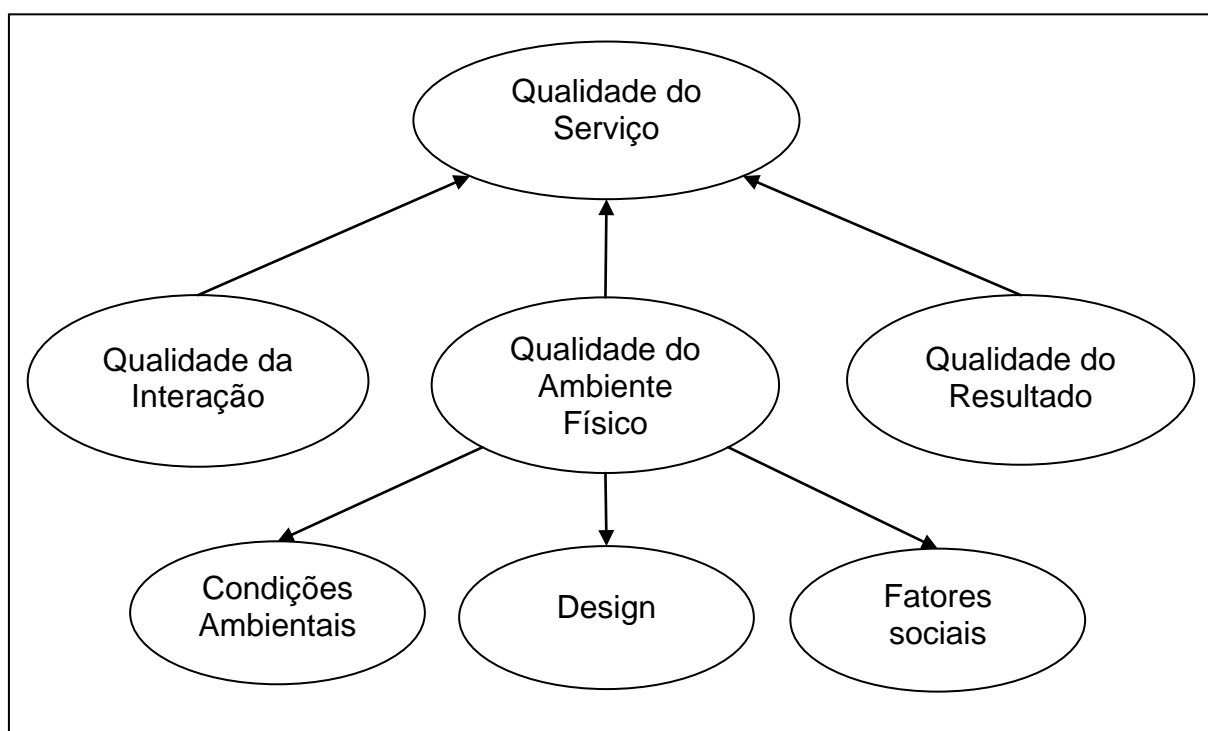 Qualidade do
Serviço
Qualidade da
Interação
Qualidade do
Ambiente
Físico
Qualidade do
Resultado
Condições
Ambientais
Design
Fatores
sociais